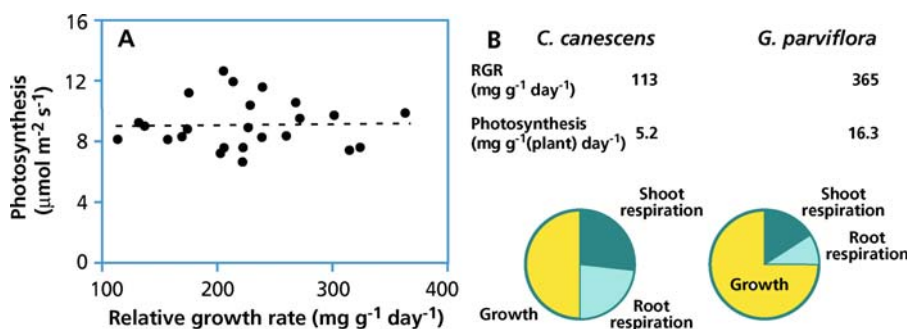 A
Photosynthesis
(μmol m⁻² s⁻¹)
16
12
8
4
0
100
200
300
400
Relative growth rate (mg g⁻¹ day⁻¹)
B
C. canescens
G. parviflora
RGR
(mg g⁻¹ day⁻¹)
113
365
Photosynthesis
(mg g⁻¹(plant) day⁻¹)
5.2
16.3
Shoot
respiration
Growth
Root
respiration
Shoot
respiration
Root
respiration
Growth